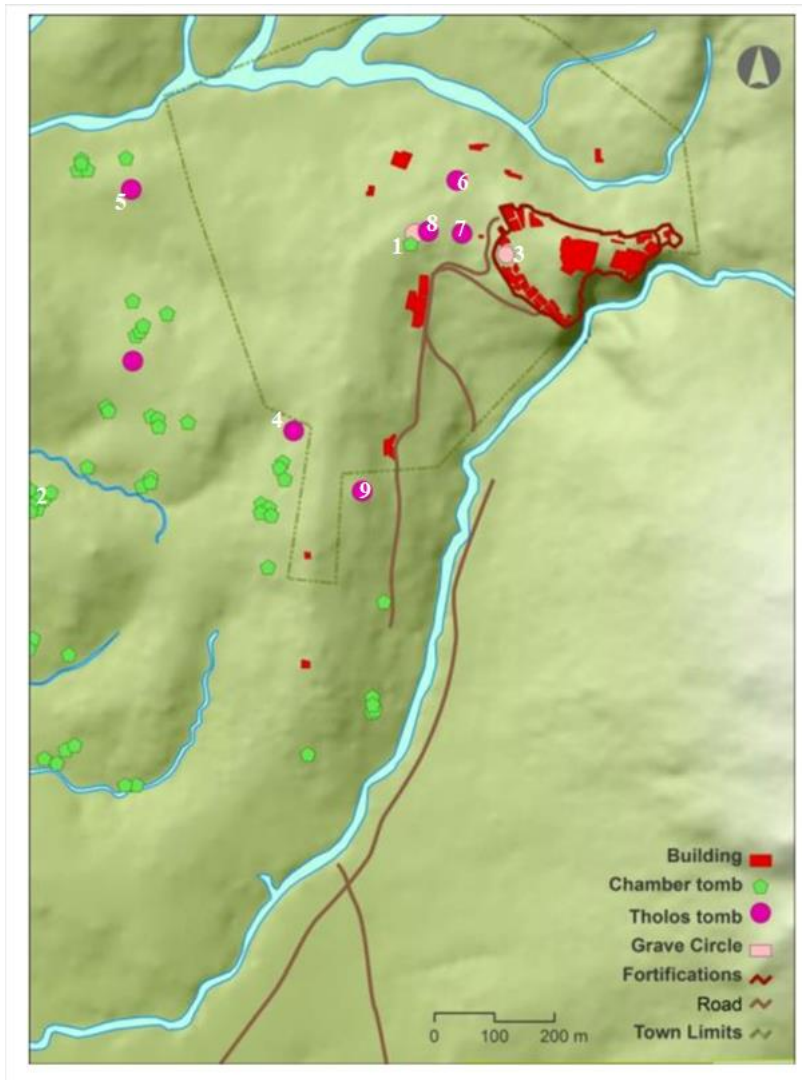 6
5
8
7
1
3
4
2
9
Building
Chamber tomb
Tholos tomb
Grave Circle
Fortifications
Road
Town Limits
0 100 200 m